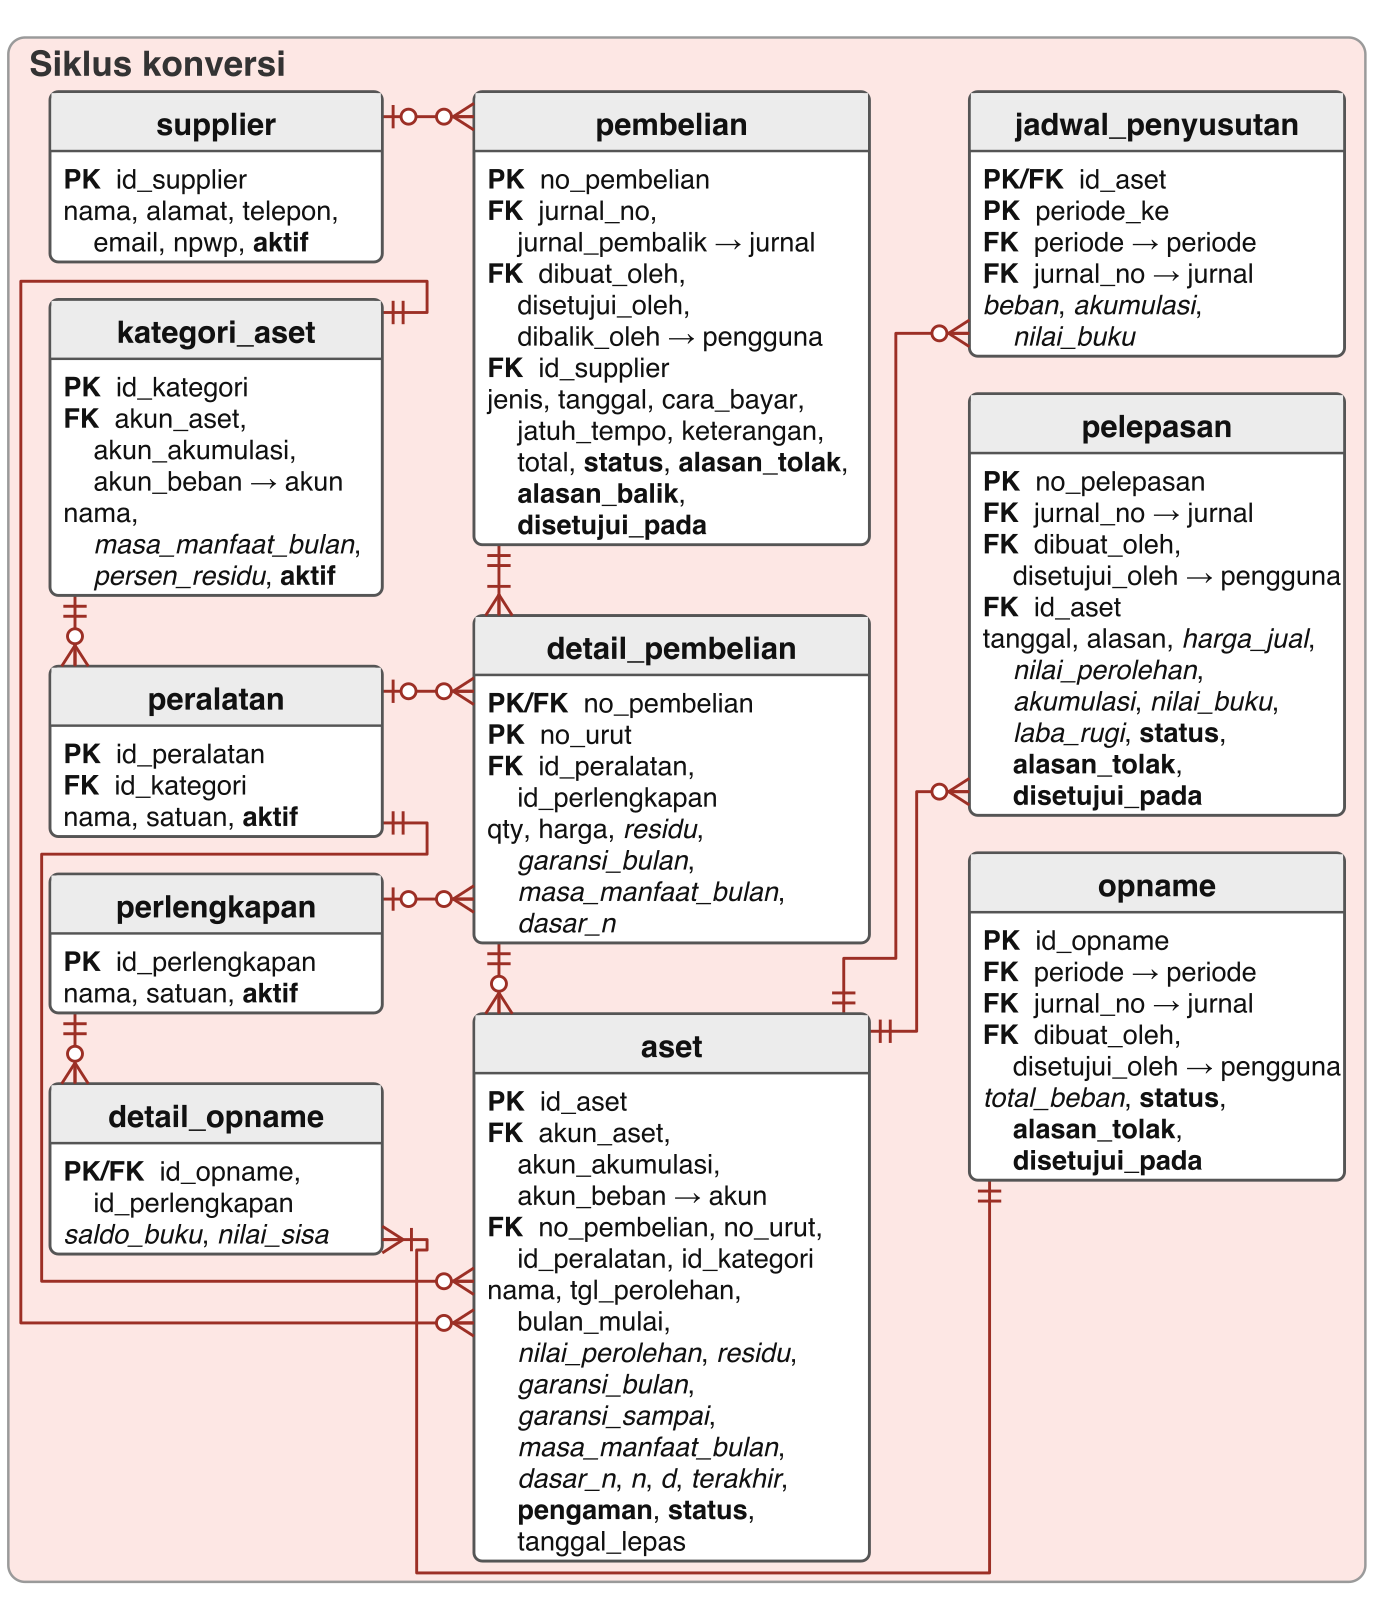 Siklus konversi
supplier
PK id_supplier
nama, alamat, telepon,
email, npwp, aktif
kategori_aset
PK id_kategori
FK akun_aset,
akun_akumulasi,
akun_beban → akun
nama,
masa_manfaat_bulan,
persen_residu, aktif
peralatan
PK id_peralatan
FK id_kategori
nama, satuan, aktif
perlengkapan
PK id_perlengkapan
nama, satuan, aktif
detail_opname
PK/FK id_opname,
id_perlengkapan
saldo_buku, nilai_sisa
pembelian
PK no_pembelian
FK jurnal_no,
jurnal_pembalik → jurnal
FK dibuat_oleh,
disetujui_oleh,
dibalik_oleh → pengguna
FK id_supplier
jenis, tanggal, cara_bayar,
jatuh_tempo, keterangan,
total, status, alasan_tolak,
alasan_balik,
disetujui_pada
detail_pembelian
PK/FK no_pembelian
PK no_urut
FK id_peralatan,
id_perlengkapan
qty, harga, residu,
garansi_bulan,
masa_manfaat_bulan,
dasar_n
aset
PK id_aset
FK akun_aset,
akun_akumulasi,
akun_beban → akun
FK no_pembelian, no_urut,
id_peralatan, id_kategori
nama, tgl_perolehan,
bulan_mulai,
nilai_perolehan, residu,
garansi_bulan,
garansi_sampai,
masa_manfaat_bulan,
dasar_n, n, d, terakhir,
pengaman, status,
tanggal_lepas
jadwal_penyusutan
PK/FK id_aset
PK periode_ke
FK periode → periode
FK jurnal_no → jurnal
beban, akumulasi,
nilai_buku
pelepasan
PK no_pelepasan
FK jurnal_no → jurnal
FK dibuat_oleh,
disetujui_oleh → pengguna
FK id_aset
tanggal, alasan, harga_jual,
nilai_perolehan,
akumulasi, nilai_buku,
laba_rugi, status,
alasan_tolak,
disetujui_pada
opname
PK id_opname
FK periode → periode
FK jurnal_no → jurnal
FK dibuat_oleh,
disetujui_oleh → pengguna
total_beban, status,
alasan_tolak,
disetujui_pada